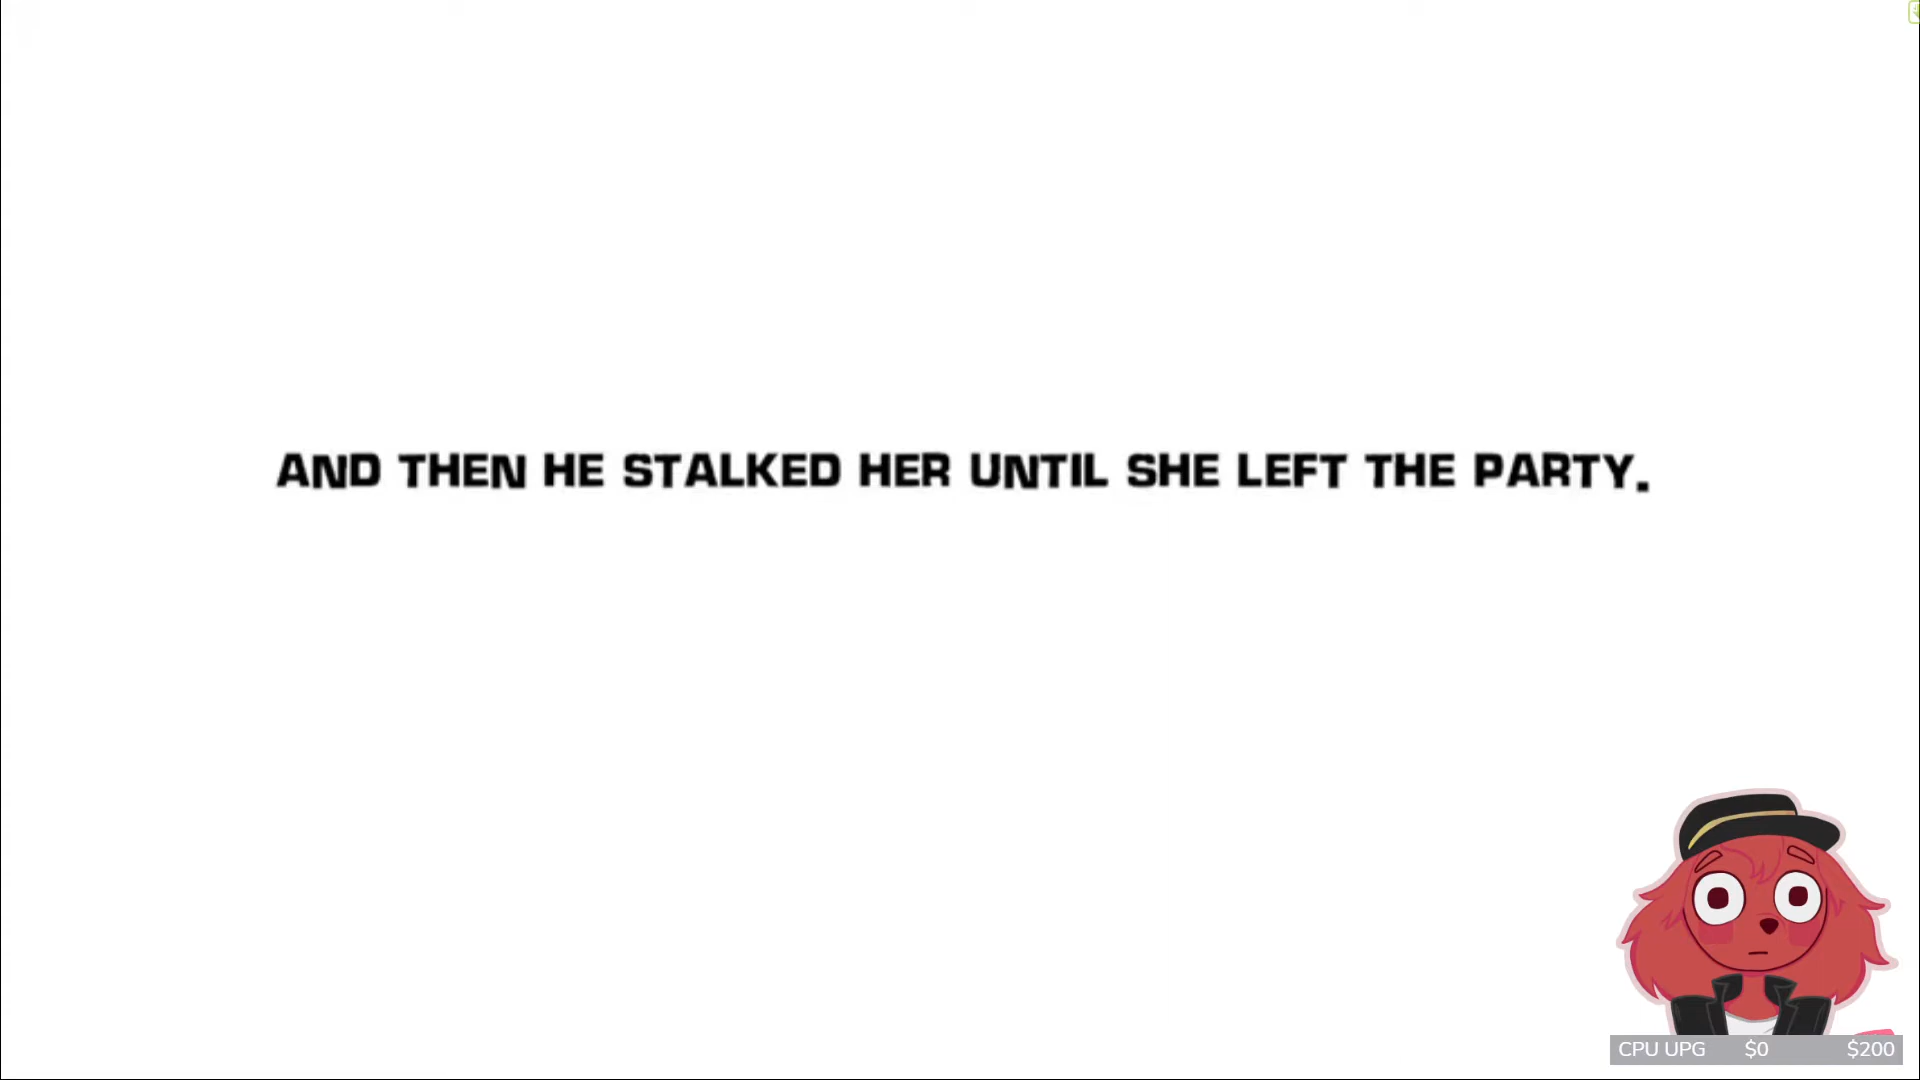 AND THEN HE STALKED HER UNTIL SHE LEFT THE PARTY.
CPU UPG $0 $200